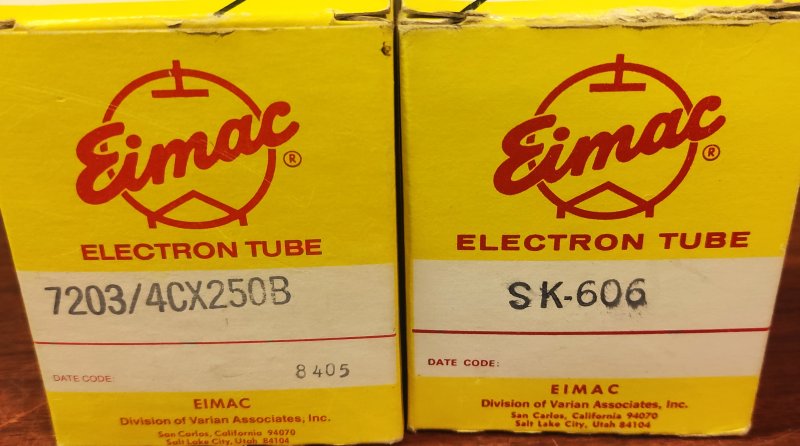 Eimac®
ELECTRON TUBE
7203/4CX250B
DATE CODE: 8405
EIMAC
Division of Varian Associates, Inc.
San Carlos, California 94070
Salt Lake City, Utah 84104
Eimac®
ELECTRON TUBE
SK-606
DATE CODE:
EIMAC
Division of Varian Associates, Inc.
San Carlos, California 94070
Salt Lake City, Utah 84104